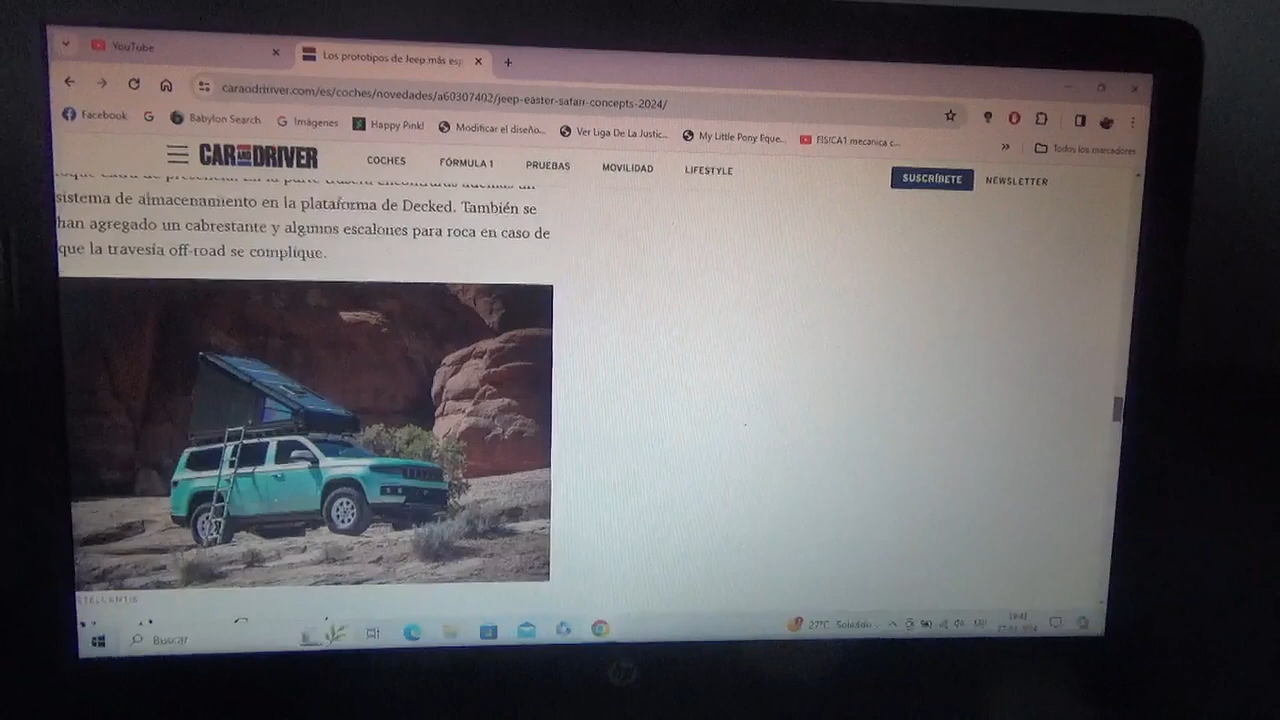 YouTube
Los prototipos de Jeep más esp
caranddriver.com/es/coches/novedades/a60307402/jeep-easter-safari-concepts-2024/
Facebook
Babylon Search
Imágenes
Happy Pink!
Modificar el diseño...
Ver Liga De La Justic...
My Little Pony Eque...
FISICA1 mecanica c...
Todos los marcadores
CAR AND DRIVER
COCHES
FÓRMULA 1
PRUEBAS
MOVILIDAD
LIFESTYLE
SUSCRÍBETE
NEWSLETTER
sistema de almacenamiento en la plataforma de Decked. También se
han agregado un cabrestante y algunos escalones para roca en caso de
que la travesía off-road se complique.
STELLANTIS
Buscar
27°C Soleado
hp